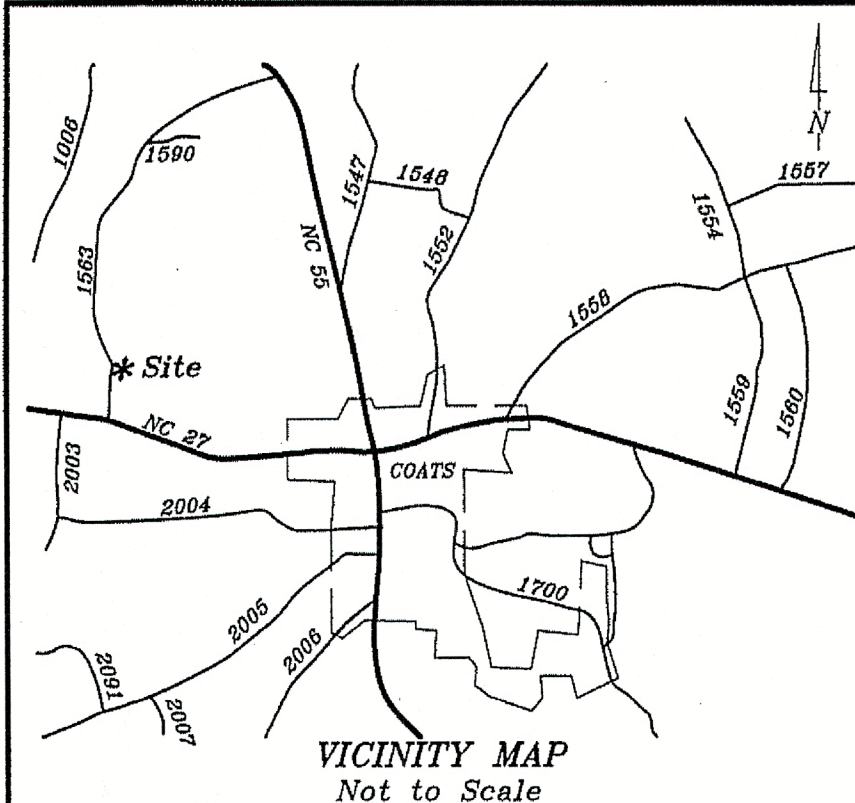 N
1006
1590
1563
NC 55
1547
1548
1552
1554
1557
1558
1559
1560
* Site
NC 27
COATS
2003
2004
1700
2005
2006
2091
2007
VICINITY MAP
Not to Scale